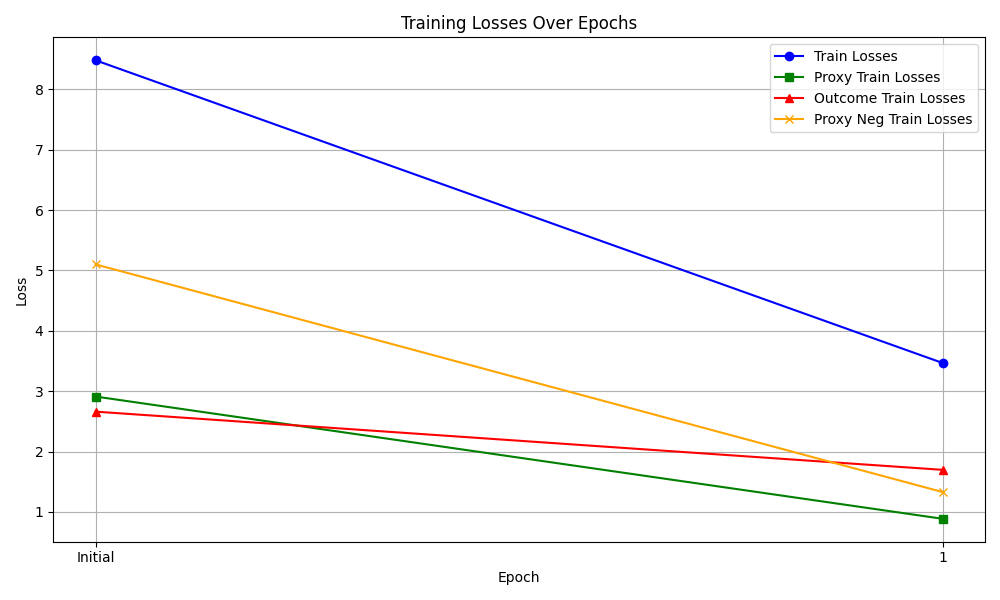 Training Losses Over Epochs
Train Losses
Proxy Train Losses
Outcome Train Losses
Proxy Neg Train Losses
8
7
6
5
4
3
2
1
Loss
Initial
1
Epoch